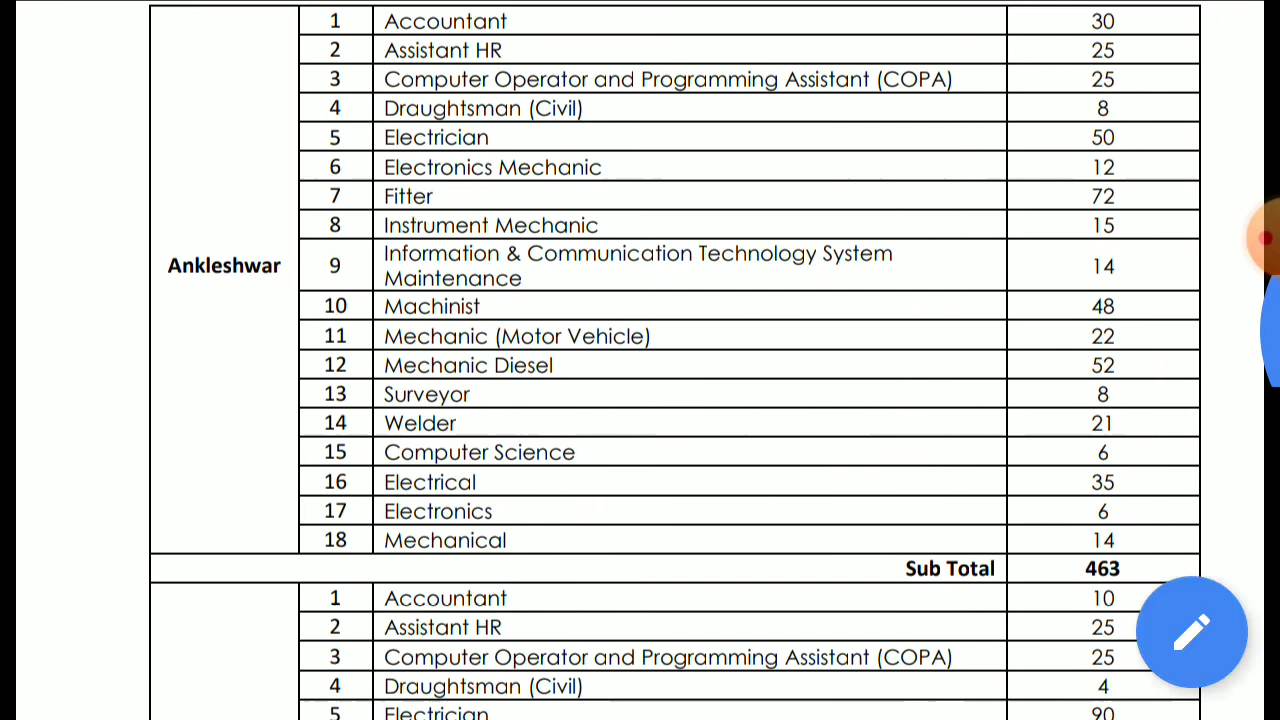 1 Accountant 30
2 Assistant HR 25
3 Computer Operator and Programming Assistant (COPA) 25
4 Draughtsman (Civil) 8
5 Electrician 50
6 Electronics Mechanic 12
7 Fitter 72
8 Instrument Mechanic 15
Ankleshwar 9 Information & Communication Technology System
Maintenance 14
10 Machinist 48
11 Mechanic (Motor Vehicle) 22
12 Mechanic Diesel 52
13 Surveyor 8
14 Welder 21
15 Computer Science 6
16 Electrical 35
17 Electronics 6
18 Mechanical 14
Sub Total 463
1 Accountant 10
2 Assistant HR 25
3 Computer Operator and Programming Assistant (COPA) 25
4 Draughtsman (Civil) 4
5 Electrician 90